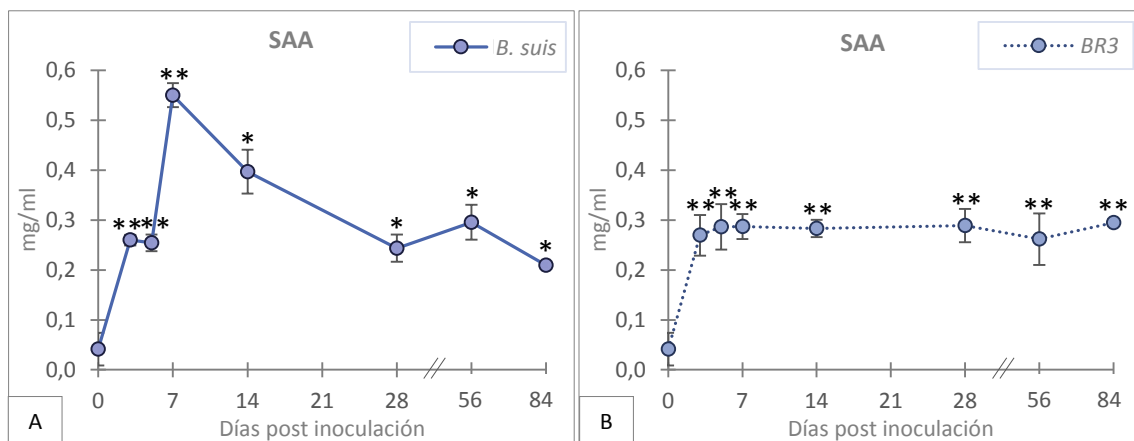 SAA
B. suis
0,6
0,5
0,4
0,3
0,2
0,1
0,0
mg/ml
** ** ** * * * *
0 7 14 21 28 56 84
Días post inoculación
A
SAA
BR3
0,6
0,5
0,4
0,3
0,2
0,1
0,0
mg/ml
** ** ** ** ** ** **
0 7 14 21 28 56 84
Días post inoculación
B